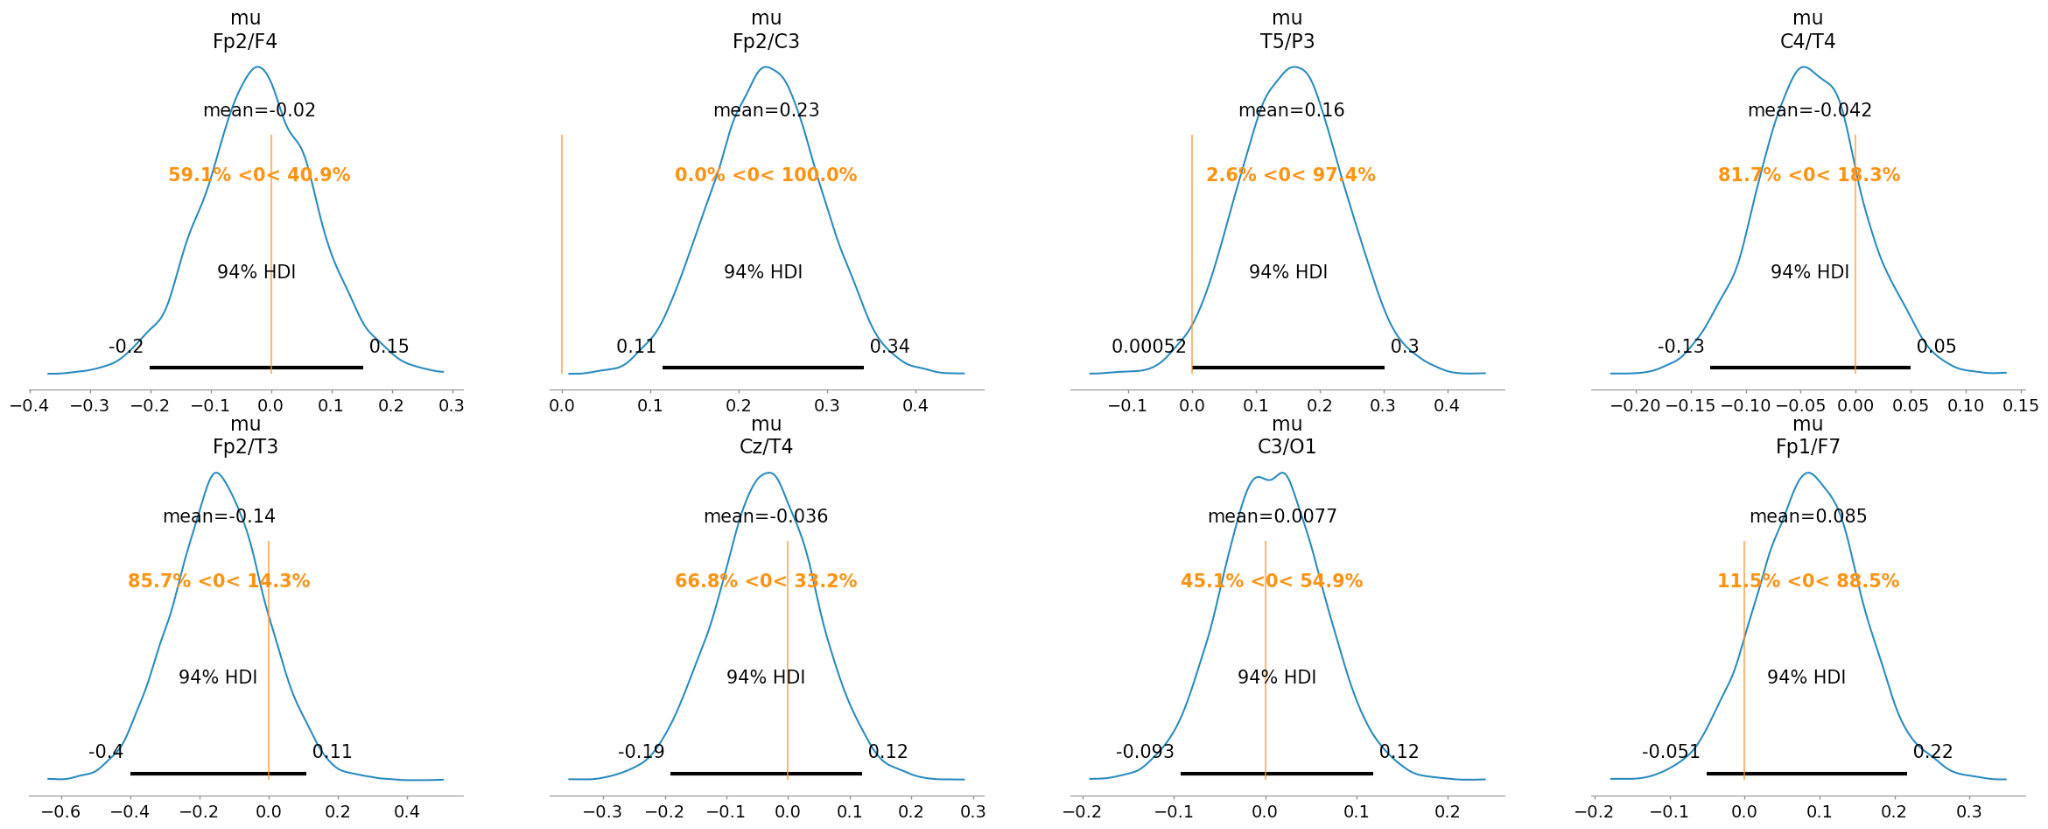 mu
Fp2/F4
mean=-0.02
59.1% <0< 40.9%
94% HDI
-0.2
0.15
−0.4 −0.3 −0.2 −0.1 0.0 0.1 0.2 0.3
mu
Fp2/C3
mean=0.23
0.0% <0< 100.0%
94% HDI
0.11
0.34
0.0 0.1 0.2 0.3 0.4
mu
T5/P3
mean=0.16
2.6% <0< 97.4%
94% HDI
0.00052
0.3
−0.1 0.0 0.1 0.2 0.3 0.4
mu
C4/T4
mean=-0.042
81.7% <0< 18.3%
94% HDI
-0.13
0.05
−0.20 −0.15 −0.10 −0.05 0.00 0.05 0.10 0.15
mu
Fp2/T3
mean=-0.14
85.7% <0< 14.3%
94% HDI
-0.4
0.11
−0.6 −0.4 −0.2 0.0 0.2 0.4
mu
Cz/T4
mean=-0.036
66.8% <0< 33.2%
94% HDI
-0.19
0.12
−0.3 −0.2 −0.1 0.0 0.1 0.2 0.3
mu
C3/O1
mean=0.0077
45.1% <0< 54.9%
94% HDI
-0.093
0.12
−0.2 −0.1 0.0 0.1 0.2
mu
Fp1/F7
mean=0.085
11.5% <0< 88.5%
94% HDI
-0.051
0.22
−0.2 −0.1 0.0 0.1 0.2 0.3